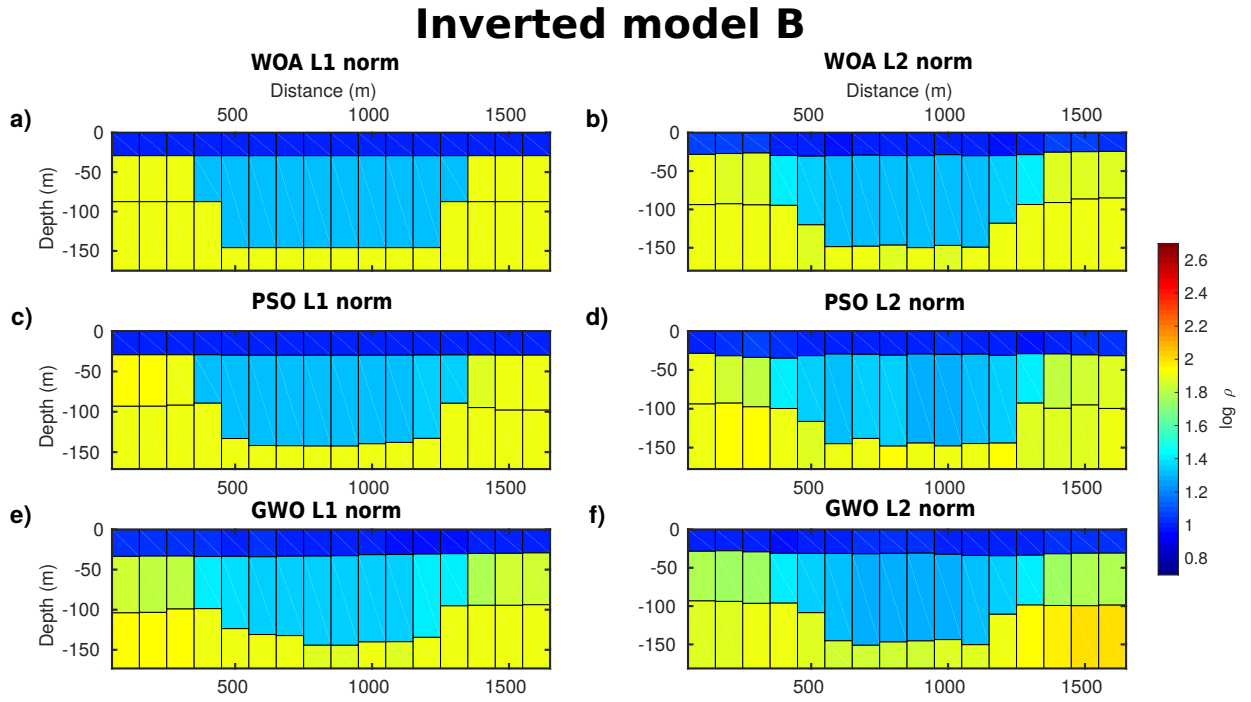 Inverted model B
WOA L1 norm
Distance (m)
500 1000 1500
a)
0
-50
-100
-150
Depth (m)
WOA L2 norm
Distance (m)
500 1000 1500
b)
0
-50
-100
-150
PSO L1 norm
c)
0
-50
-100
-150
Depth (m)
500 1000 1500
PSO L2 norm
d)
0
-50
-100
-150
500 1000 1500
GWO L1 norm
e)
0
-50
-100
-150
Depth (m)
500 1000 1500
GWO L2 norm
f)
0
-50
-100
-150
500 1000 1500
2.6
2.4
2.2
2
1.8
1.6
1.4
1.2
1
0.8
log ρ